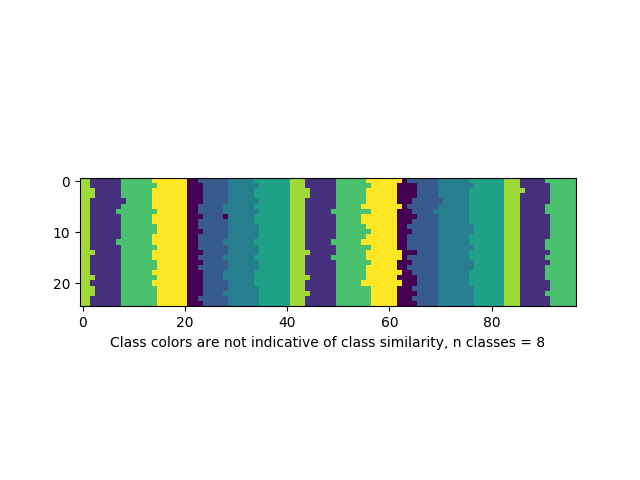 0
10
20
0 20 40 60 80
Class colors are not indicative of class similarity, n classes = 8